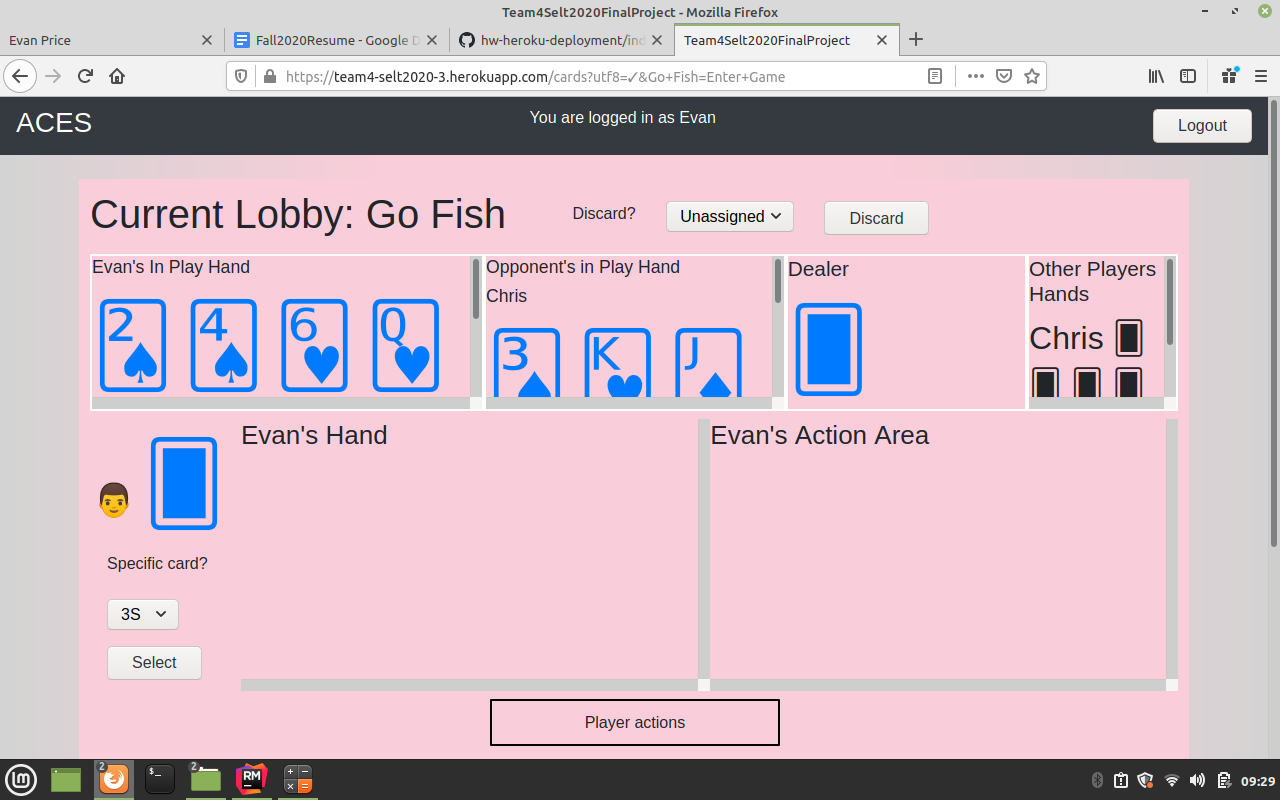 Team4Selt2020FinalProject - Mozilla Firefox
Evan Price
Fall2020Resume - Google D
hw-heroku-deployment/ind
Team4Selt2020FinalProject
https://team4-selt2020-3.herokuapp.com/cards?utf8=✓&Go+Fish=Enter+Game
ACES
You are logged in as Evan
Logout
Current Lobby: Go Fish
Discard?
Unassigned
Discard
Evan's In Play Hand
2
4
6
Q
Opponent's in Play Hand
Chris
3
K
J
Dealer
Other Players
Hands
Chris
Specific card?
3S
Select
Evan's Hand
Evan's Action Area
Player actions
2
$_
2
RM
09:29